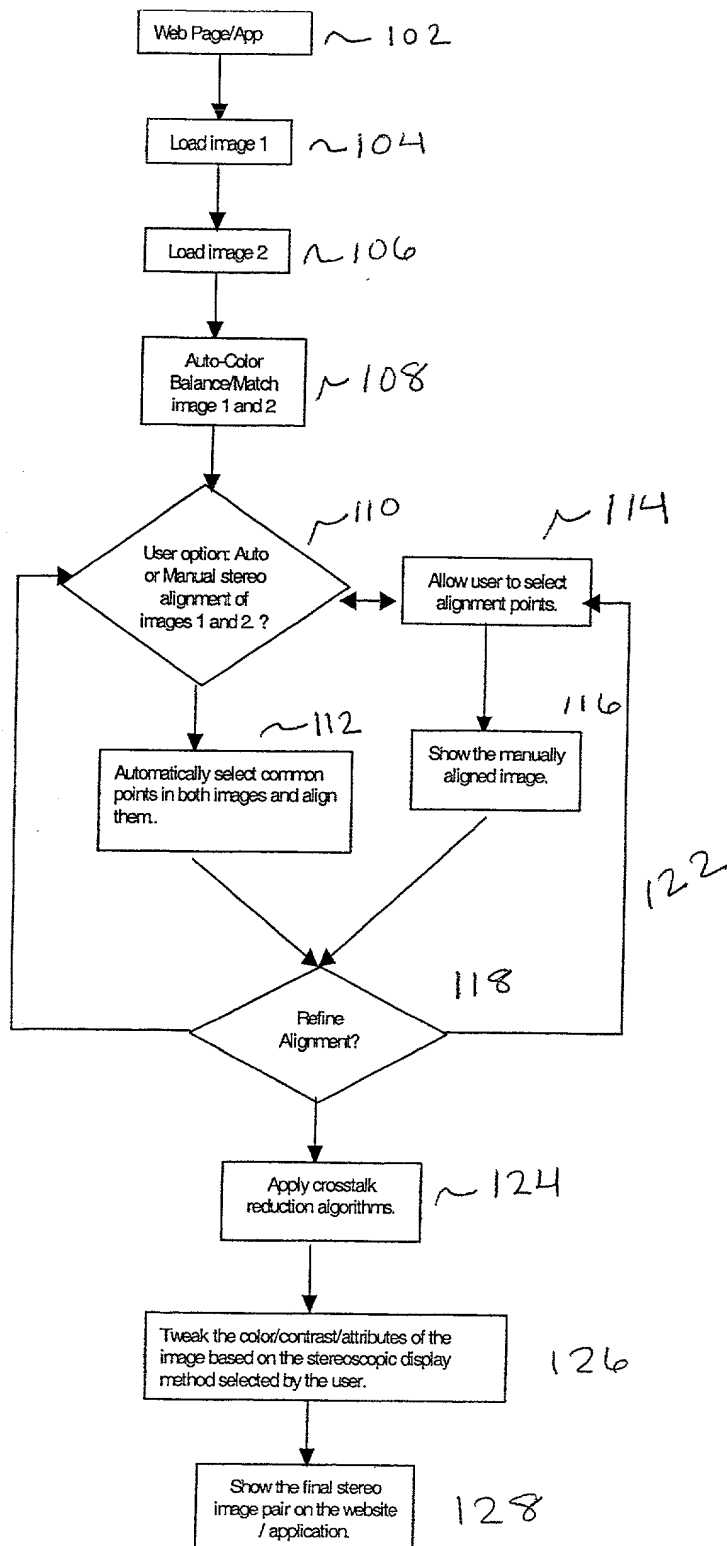 Web Page/App
~ 102
Load image 1
~ 104
Load image 2
~ 106
Auto-Color
Balance/Match
image 1 and 2
~ 108
User option: Auto
or Manual stereo
alignment of
images 1 and 2. ?
~ 110
Allow user to select
alignment points.
~ 114
Automatically select common
points in both images and align
them..
~ 112
Show the manually
aligned image.
116
122
Refine
Alignment?
118
Apply crosstalk
reduction algorithms.
~ 124
Tweak the color/contrast/attributes of the
image based on the stereoscopic display
method selected by the user.
126
Show the final stereo
image pair on the website
/ application.
128